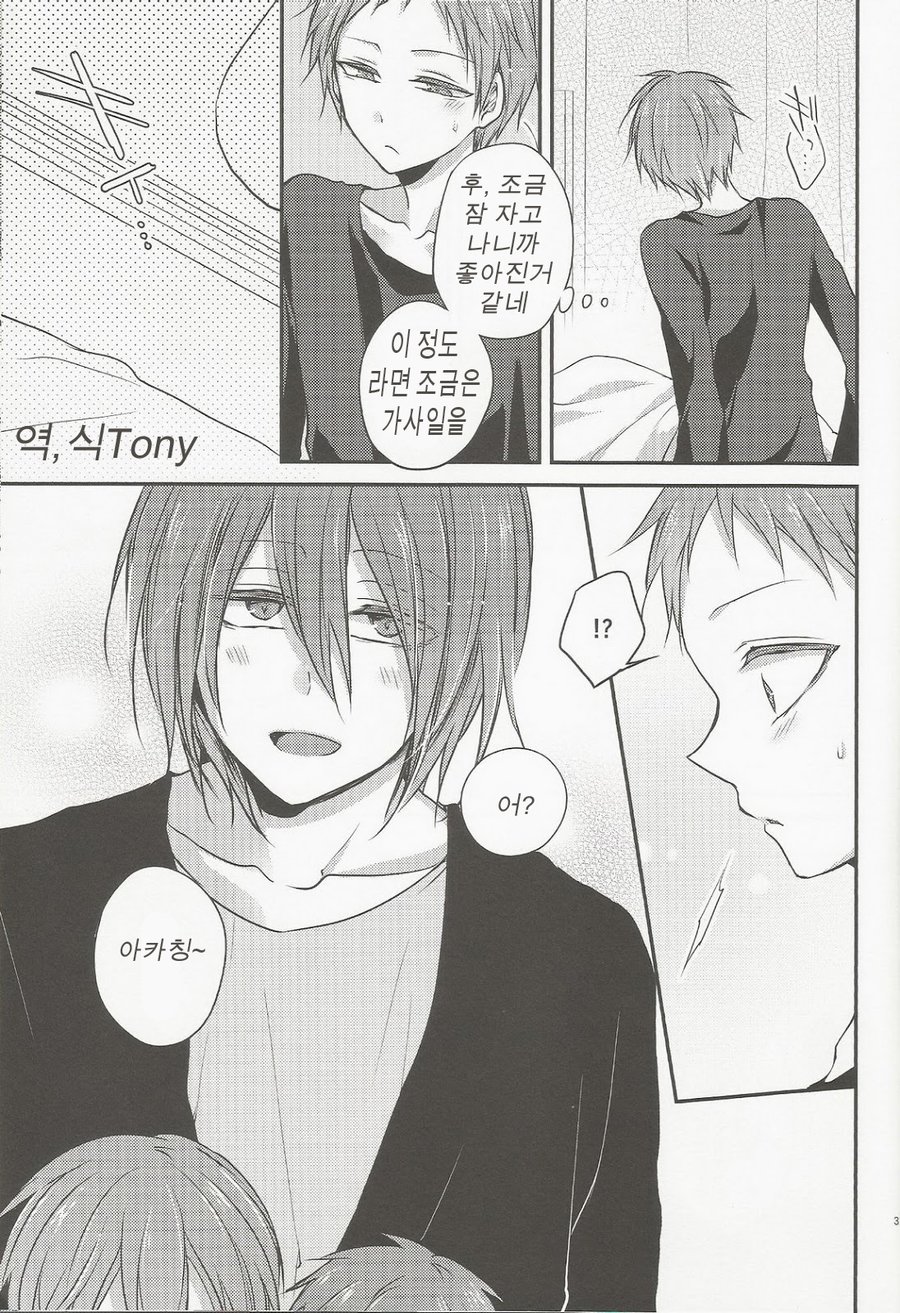 후, 조금
잠 자고
나니까
좋아진거
같네
이 정도
라면 조금은
가사일을
역, 식Tony
!?
어?
아카칭~
3